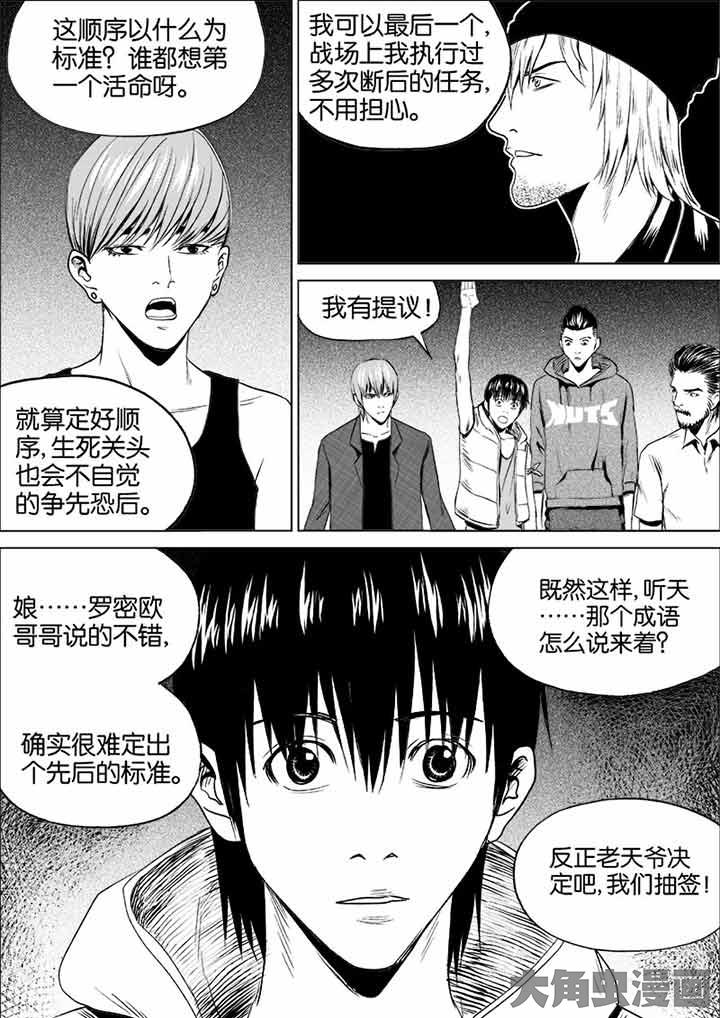 这顺序以什么为
标准？谁都想第
一个活命呀。
我可以最后一个，
战场上我执行过
多次断后的任务，
不用担心。
就算定好顺
序，生死关头
也会不自觉
的争先恐后。
我有提议！
NUTS
娘……罗密欧
哥哥说的不错，
确实很难定出
个先后的标准。
既然这样，听天
……那个成语
怎么说来着？
反正老天爷决
定吧，我们抽签！
大角虫漫画